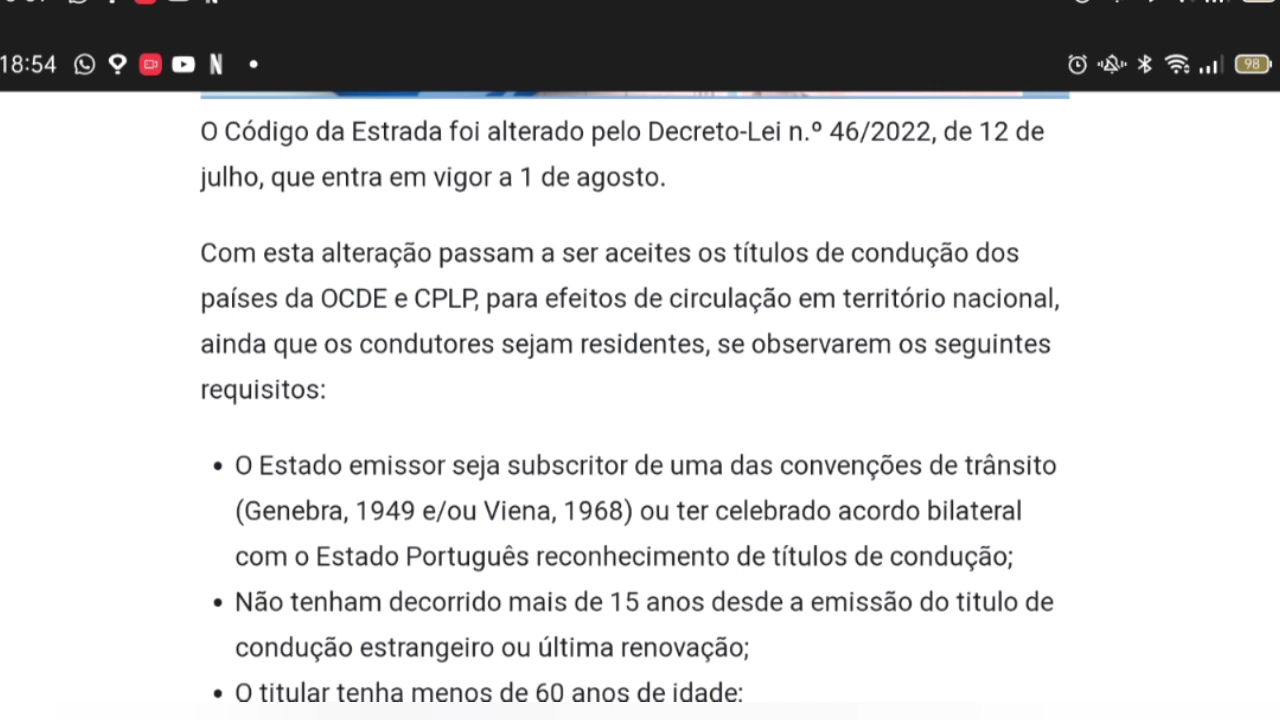 18:54
98
O Código da Estrada foi alterado pelo Decreto-Lei n.º 46/2022, de 12 de
julho, que entra em vigor a 1 de agosto.
Com esta alteração passam a ser aceites os títulos de condução dos
países da OCDE e CPLP, para efeitos de circulação em território nacional,
ainda que os condutores sejam residentes, se observarem os seguintes
requisitos:
• O Estado emissor seja subscritor de uma das convenções de trânsito
(Genebra, 1949 e/ou Viena, 1968) ou ter celebrado acordo bilateral
com o Estado Português reconhecimento de títulos de condução;
• Não tenham decorrido mais de 15 anos desde a emissão do titulo de
condução estrangeiro ou última renovação;
• O titular tenha menos de 60 anos de idade;